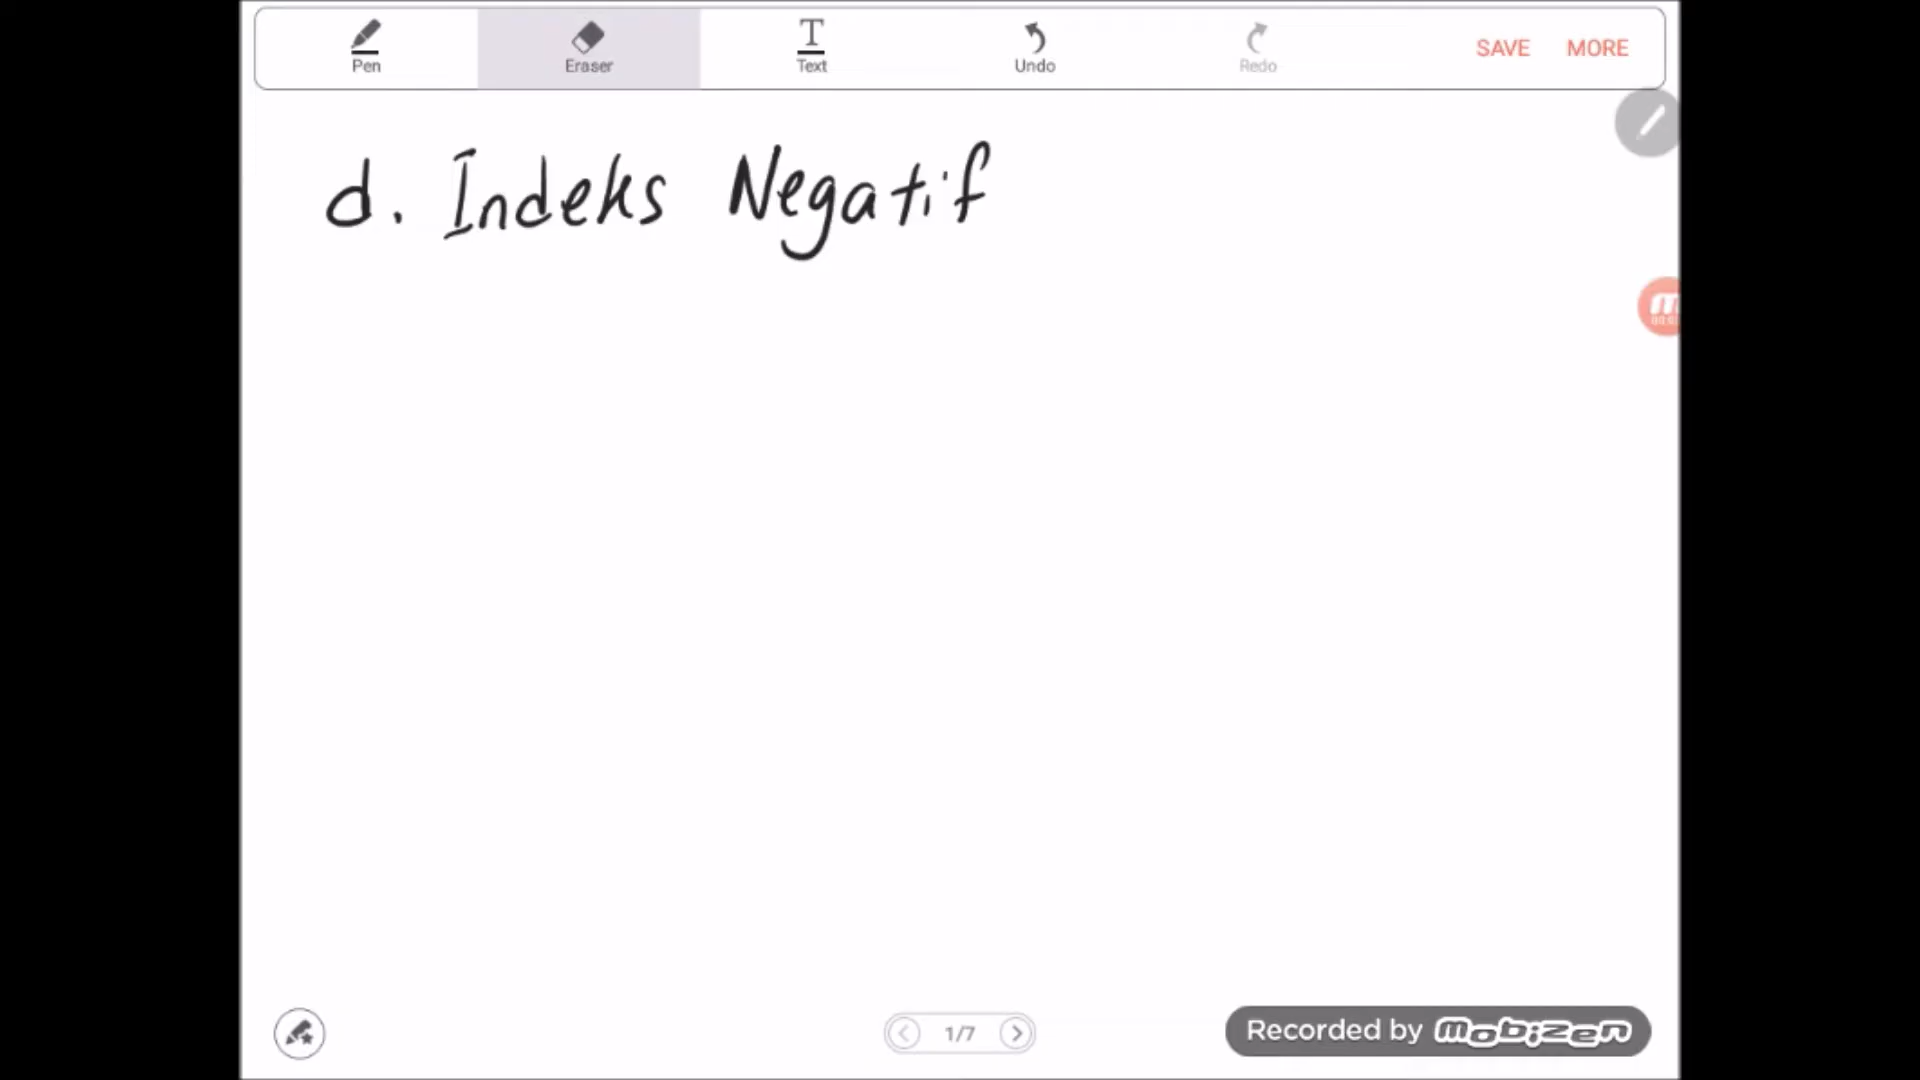 Pen Eraser Text Undo Redo SAVE MORE
d. Indeks Negatif
1/7
Recorded by mobizen